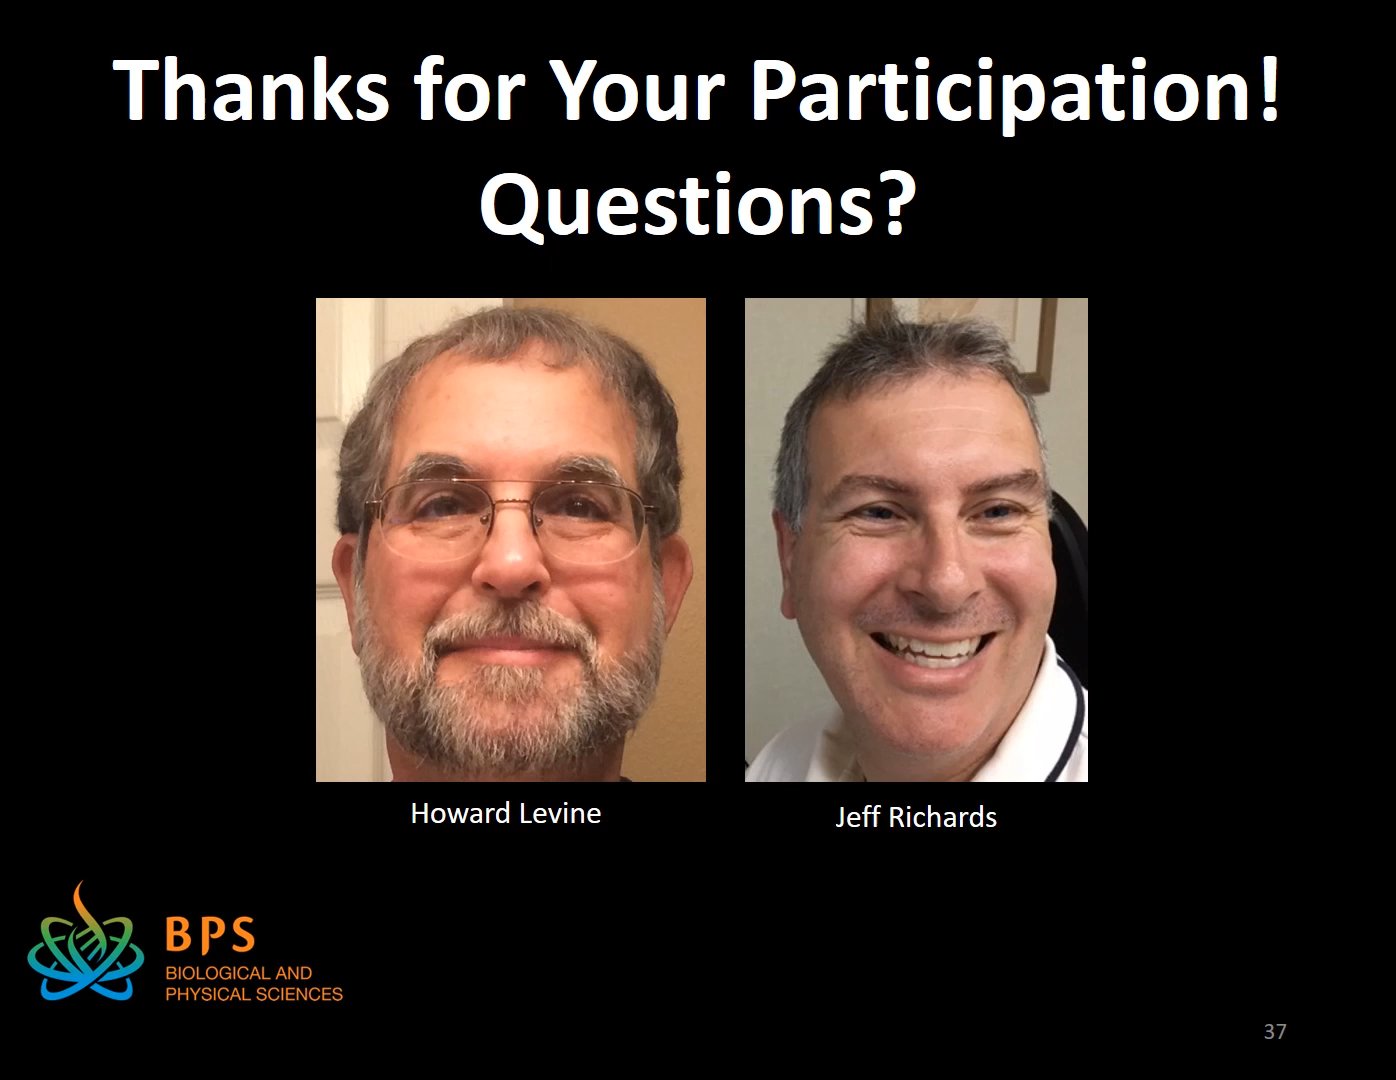 Thanks for Your Participation!
Questions?
Howard Levine
Jeff Richards
BPS
BIOLOGICAL AND
PHYSICAL SCIENCES
37